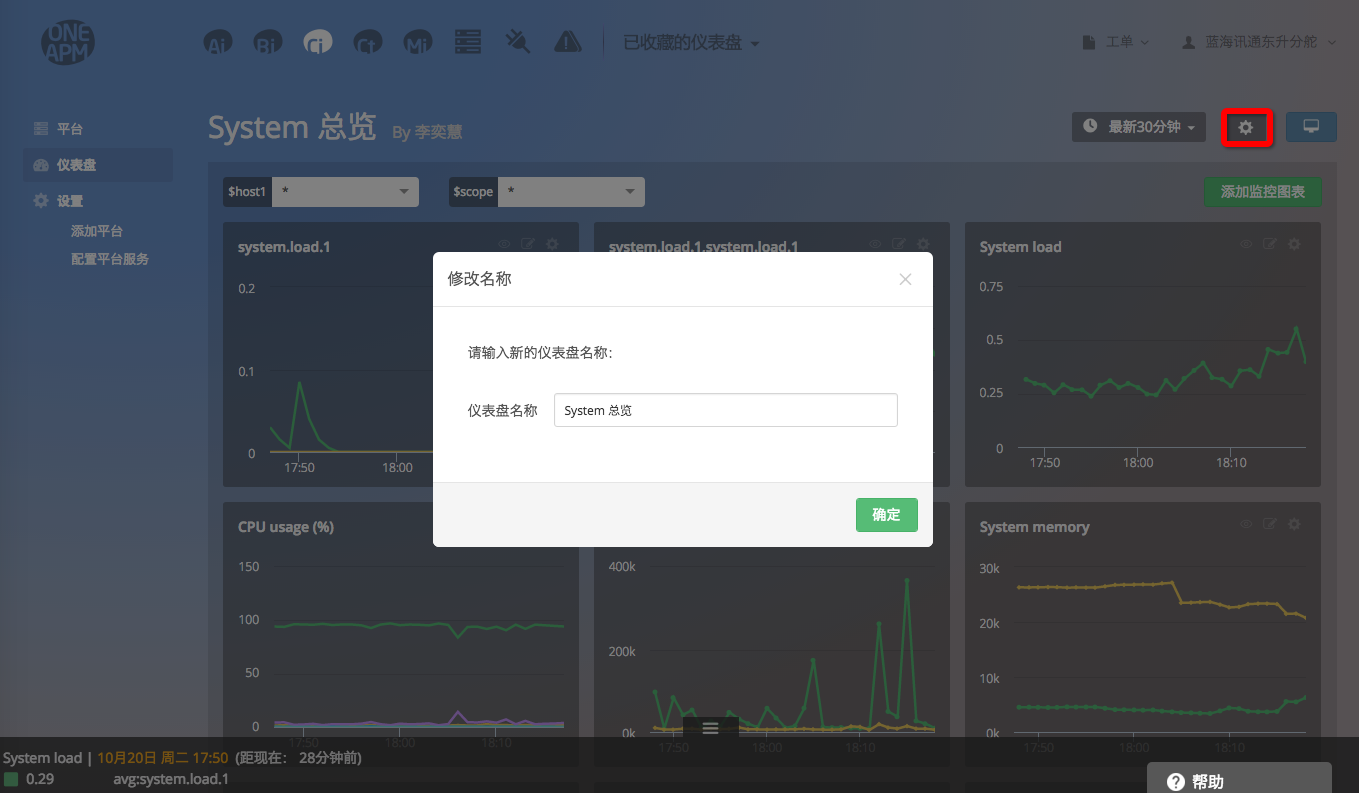 ONE APM
Ai Bi Ci Ct Mi 已收藏的仪表盘 工单 蓝海讯通东升分舵
平台
仪表盘
设置
添加平台
配置平台服务
System 总览 By 李奕慧 最新30分钟
$host1 * $scope * 添加监控图表
system.load.1
0.2
0.1
0
17:50 18:00
system.load.1,system.load.1
System load
0.75
0.5
0.25
0
17:50 18:00 18:10
修改名称
请输入新的仪表盘名称:
仪表盘名称 System 总览
确定
CPU usage (%)
150
100
50
0
17:50 18:00 18:10
400k
200k
0k
17:50 18:00 18:10
System memory
30k
20k
10k
0k
17:50 18:00 18:10
System load | 10月20日 周二 17:50 (距现在: 28分钟前)
0.29 avg:system.load.1
帮助